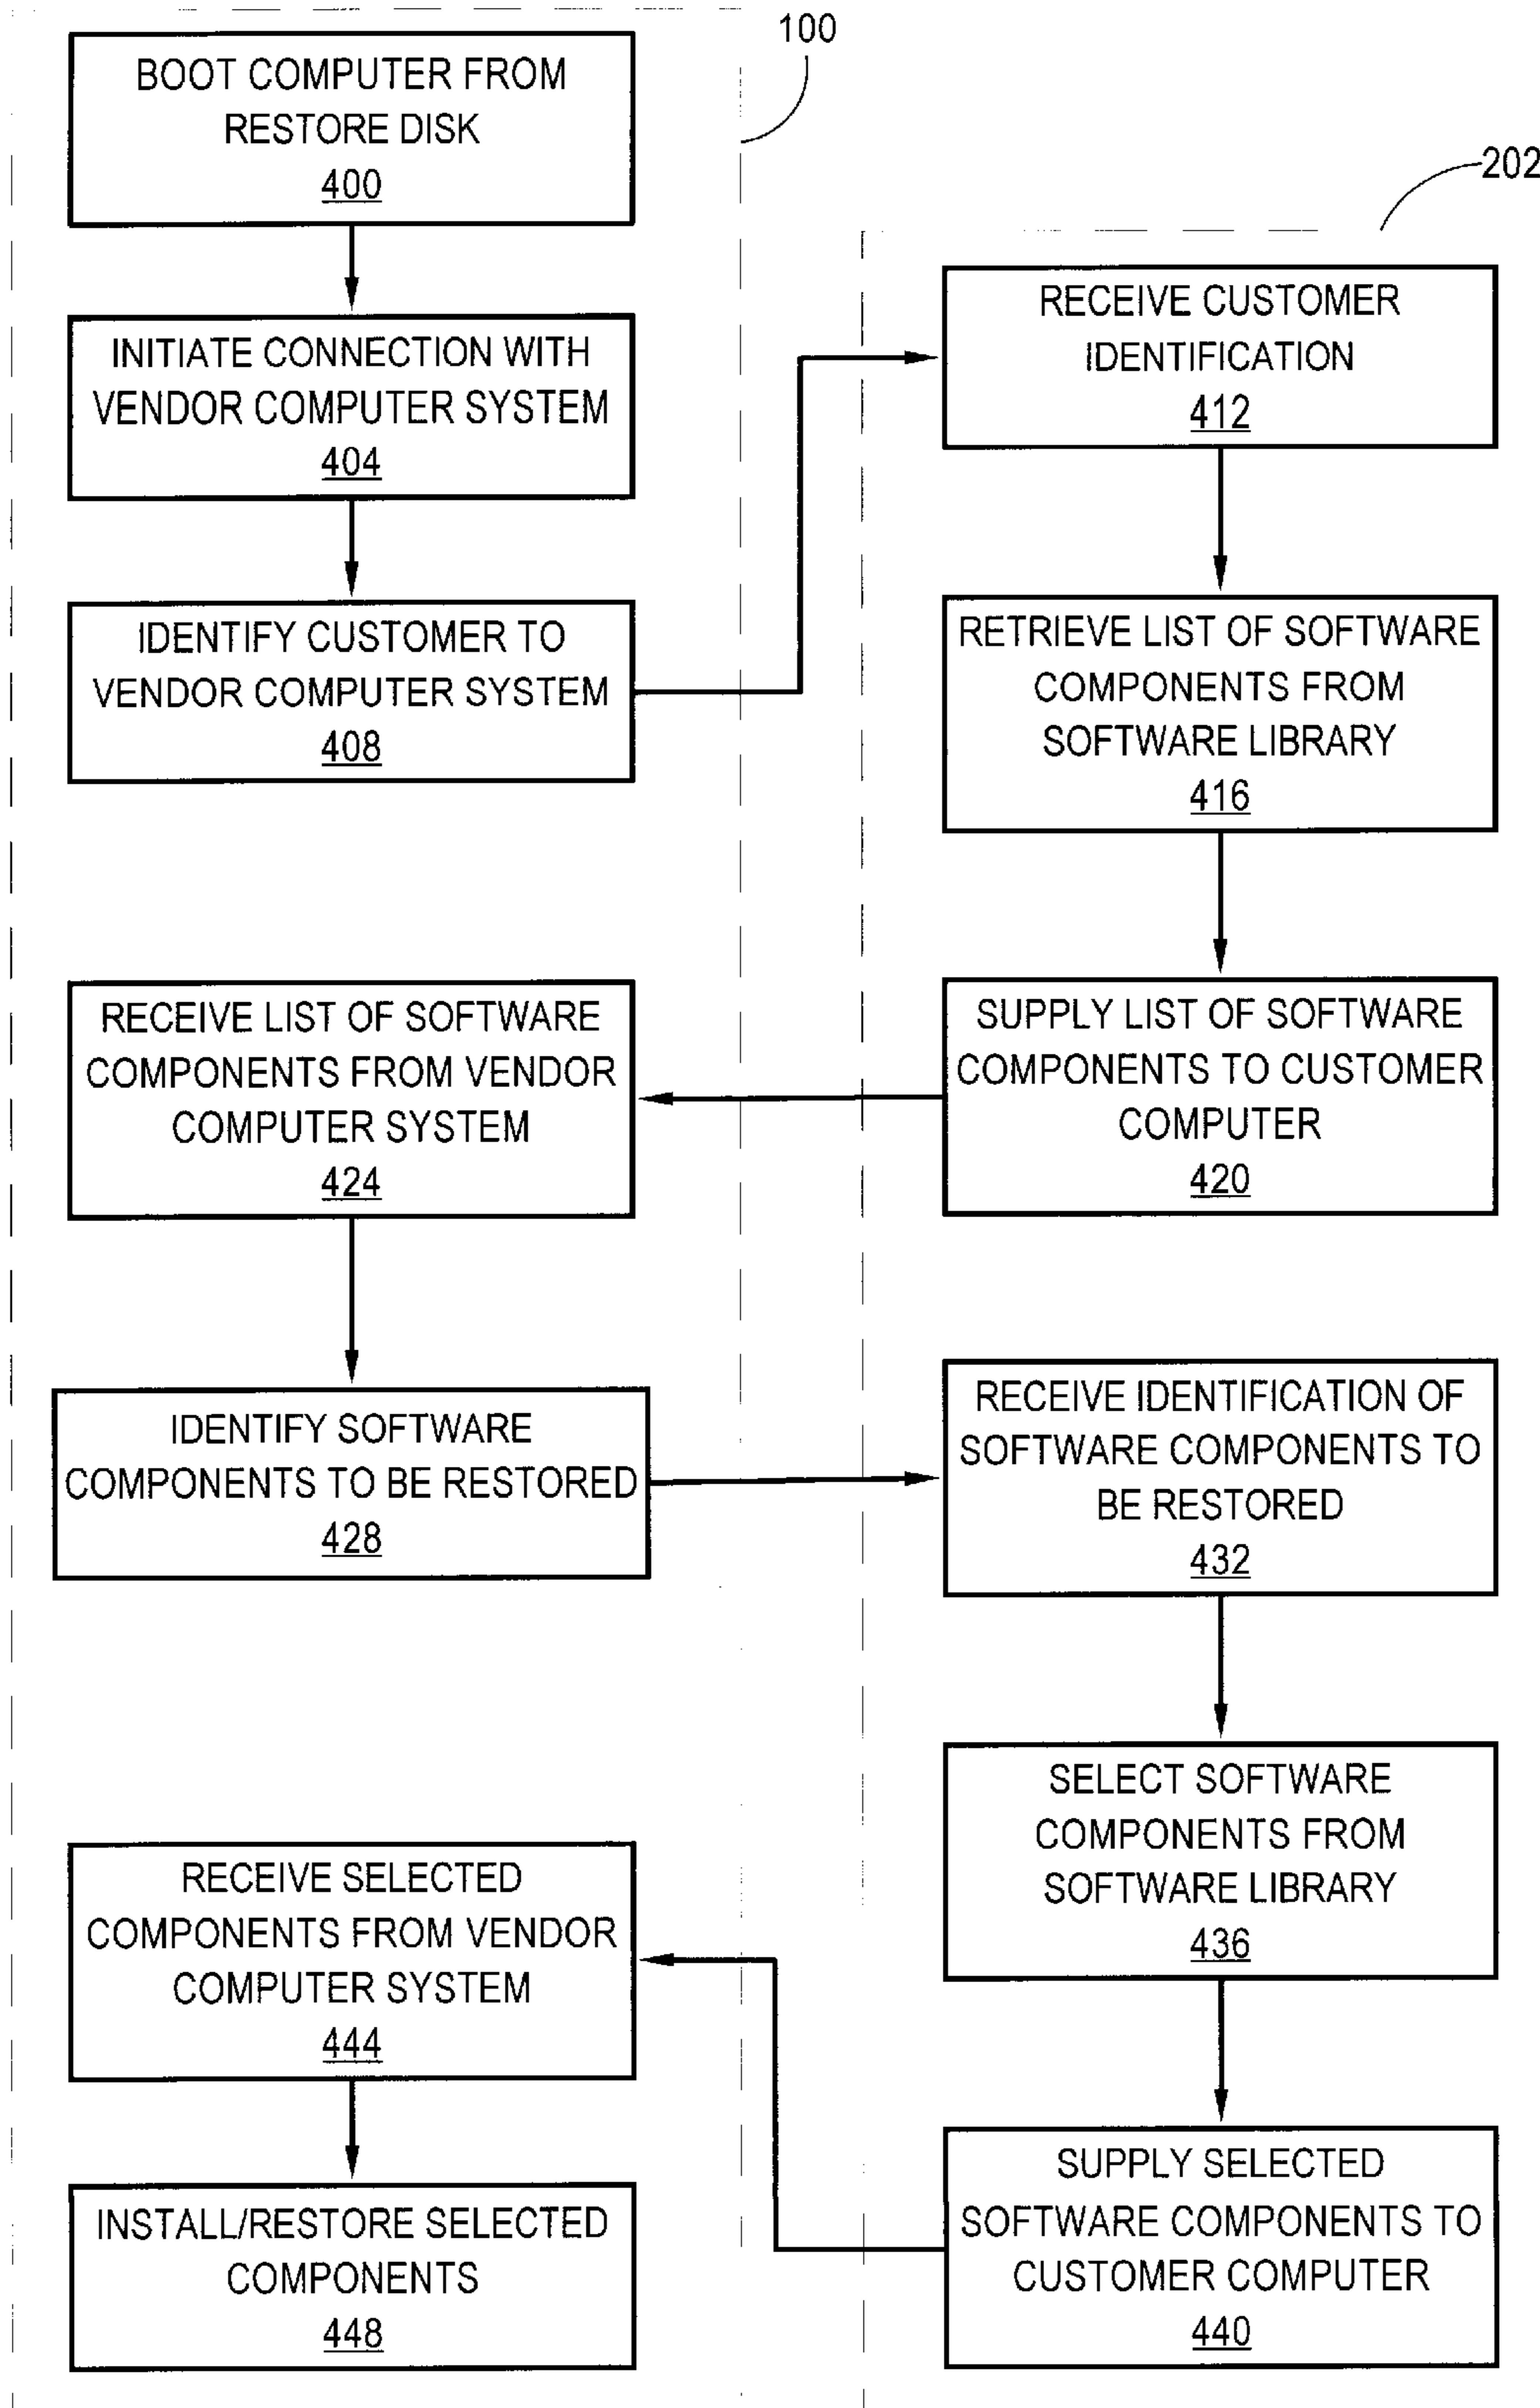 100
BOOT COMPUTER FROM
RESTORE DISK
400
202
INITIATE CONNECTION WITH
VENDOR COMPUTER SYSTEM
404
IDENTIFY CUSTOMER TO
VENDOR COMPUTER SYSTEM
408
RECEIVE CUSTOMER
IDENTIFICATION
412
RETRIEVE LIST OF SOFTWARE
COMPONENTS FROM
SOFTWARE LIBRARY
416
SUPPLY LIST OF SOFTWARE
COMPONENTS TO CUSTOMER
COMPUTER
420
RECEIVE LIST OF SOFTWARE
COMPONENTS FROM VENDOR
COMPUTER SYSTEM
424
IDENTIFY SOFTWARE
COMPONENTS TO BE RESTORED
428
RECEIVE IDENTIFICATION OF
SOFTWARE COMPONENTS TO
BE RESTORED
432
SELECT SOFTWARE
COMPONENTS FROM
SOFTWARE LIBRARY
436
SUPPLY SELECTED
SOFTWARE COMPONENTS TO
CUSTOMER COMPUTER
440
RECEIVE SELECTED
COMPONENTS FROM VENDOR
COMPUTER SYSTEM
444
INSTALL/RESTORE SELECTED
COMPONENTS
448